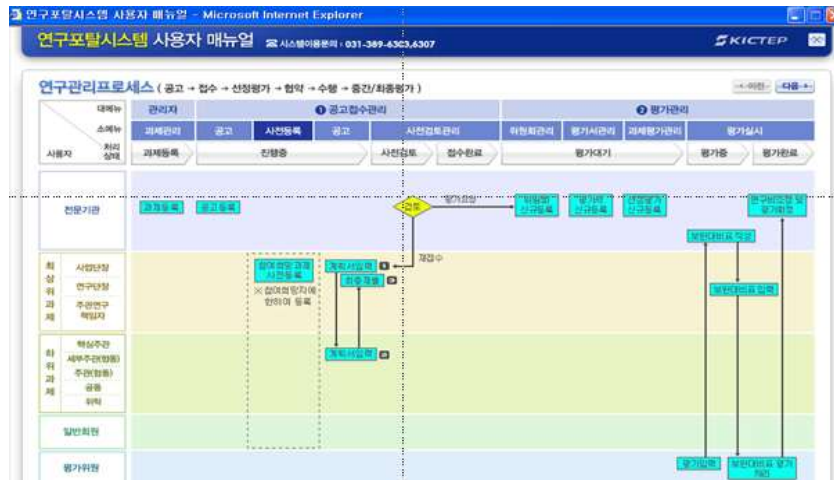 연구포탈시스템 사용자 매뉴얼 - Microsoft Internet Explorer
연구포탈시스템 사용자 매뉴얼 ☎ 시스템이용문의 : 031-389-6303,6307
KICTEP
연구관리프로세스 ( 공고 → 접수 → 선정평가 → 협약 → 수행 → 중간/최종평가 )
이전 다음
대메뉴 관리자 ❶ 공고접수관리 ❷ 평가관리
소메뉴 과제관리 공고 사전등록 공고 사전검토관리 위원회관리 평가서관리 과제평가관리 평가실시
사용자 처리상태 과제등록 진행중 사전검토 접수완료 평가대기 평가중 평가완료
전문기관 과제등록 공고등록 검토 평가요청 위원회 신규등록 평가서 신규등록 선정평가 신규등록 연구비조정 및 평가확정
보완대비표 작성
재접수
최상위과제
사업단장
연구단장
주관연구책임자
참여희망과제 사전등록
※ 참여희망자에 한하여 등록
계획서입력
최종제출
보완대비표 입력
하위과제
핵심주관
세부주관(협동)
주관(협동)
공동
위탁
계획서입력
일반회원
평가위원 평가입력 보완대비표 평가처리